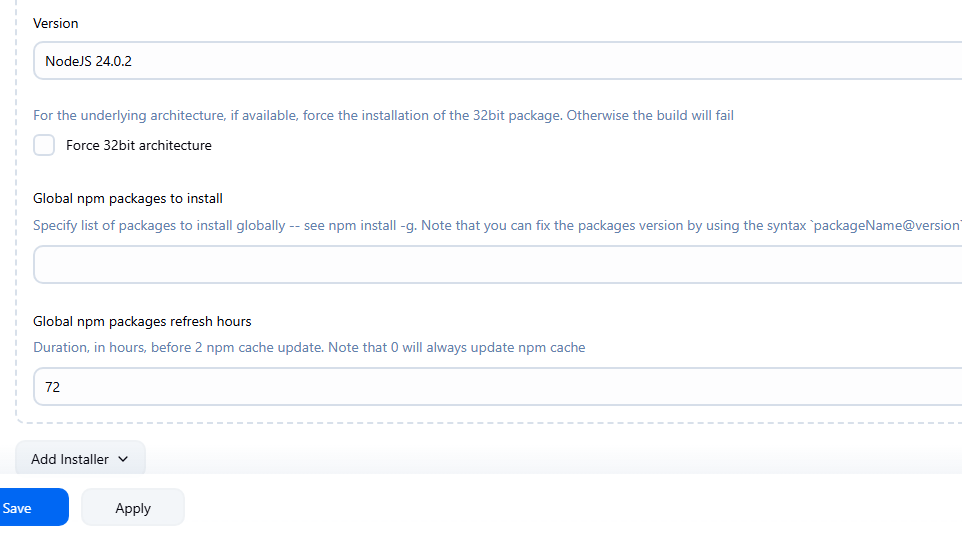 Version
NodeJS 24.0.2
For the underlying architecture, if available, force the installation of the 32bit package. Otherwise the build will fail
Force 32bit architecture
Global npm packages to install
Specify list of packages to install globally -- see npm install -g. Note that you can fix the packages version by using the syntax `packageName@version`
Global npm packages refresh hours
Duration, in hours, before 2 npm cache update. Note that 0 will always update npm cache
72
Add Installer
Save
Apply